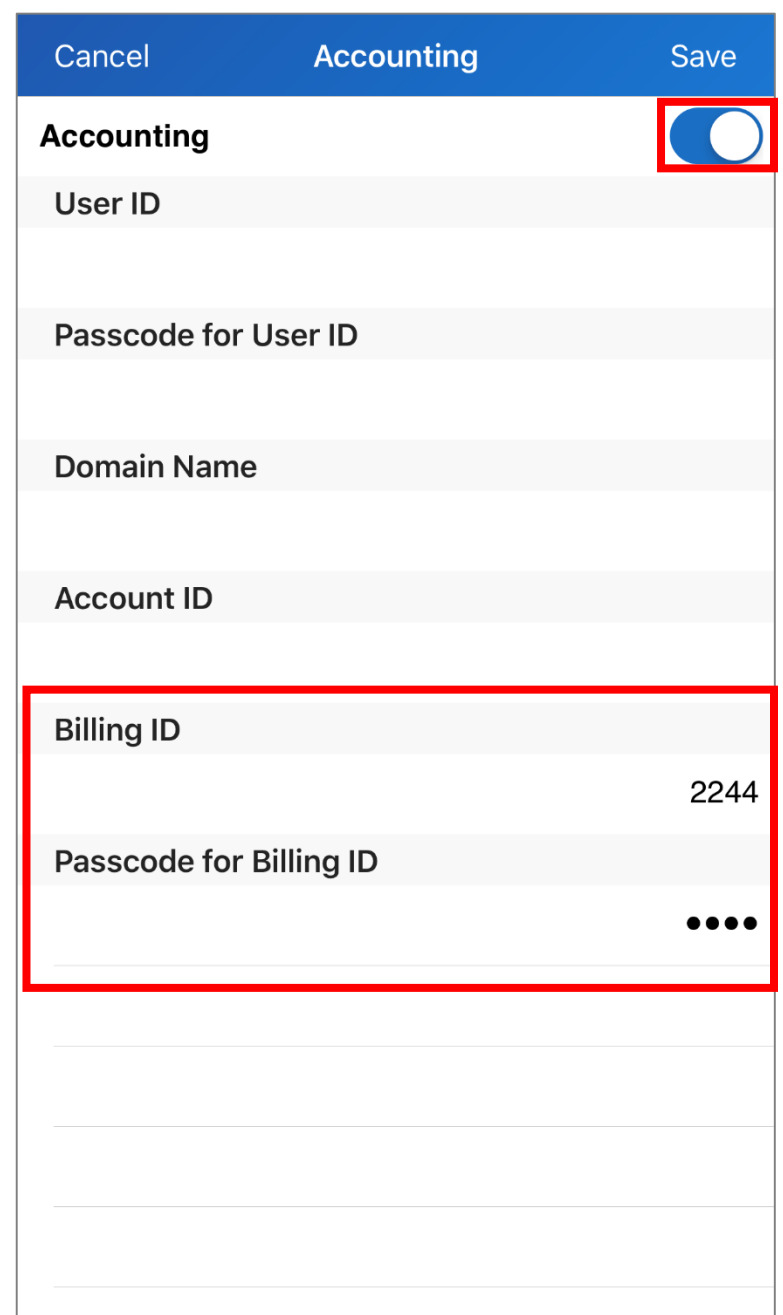 Cancel Accounting Save
Accounting
User ID
Passcode for User ID
Domain Name
Account ID
Billing ID
2244
Passcode for Billing ID
••••